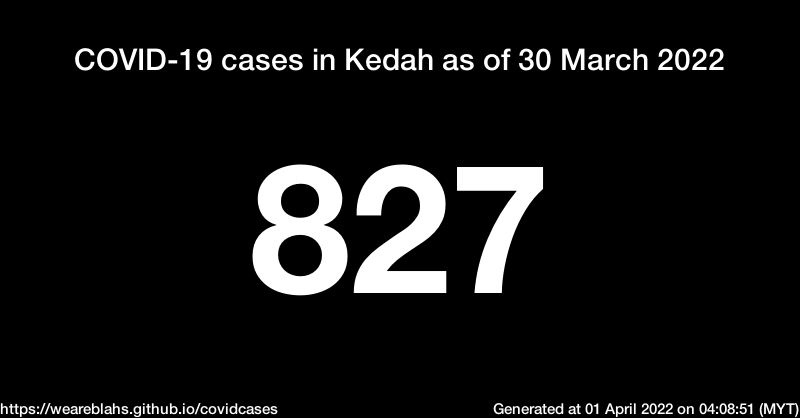 COVID-19 cases in Kedah as of 30 March 2022
827
https://weareblahs.github.io/covidcases
Generated at 01 April 2022 on 04:08:51 (MYT)